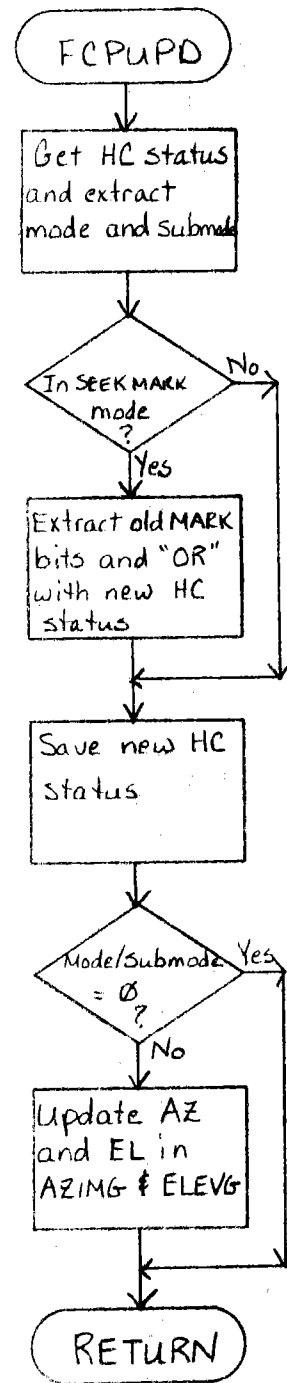 FCPUPD
Get HC status
and extract
mode and submode
In SEEK MARK
mode
?
No
Yes
Extract old MARK
bits and "OR"
with new HC
status
Save new HC
status
Mode/Submode
= Ø
?
Yes
No
Update AZ
and EL in
AZIMG & ELEVG
RETURN